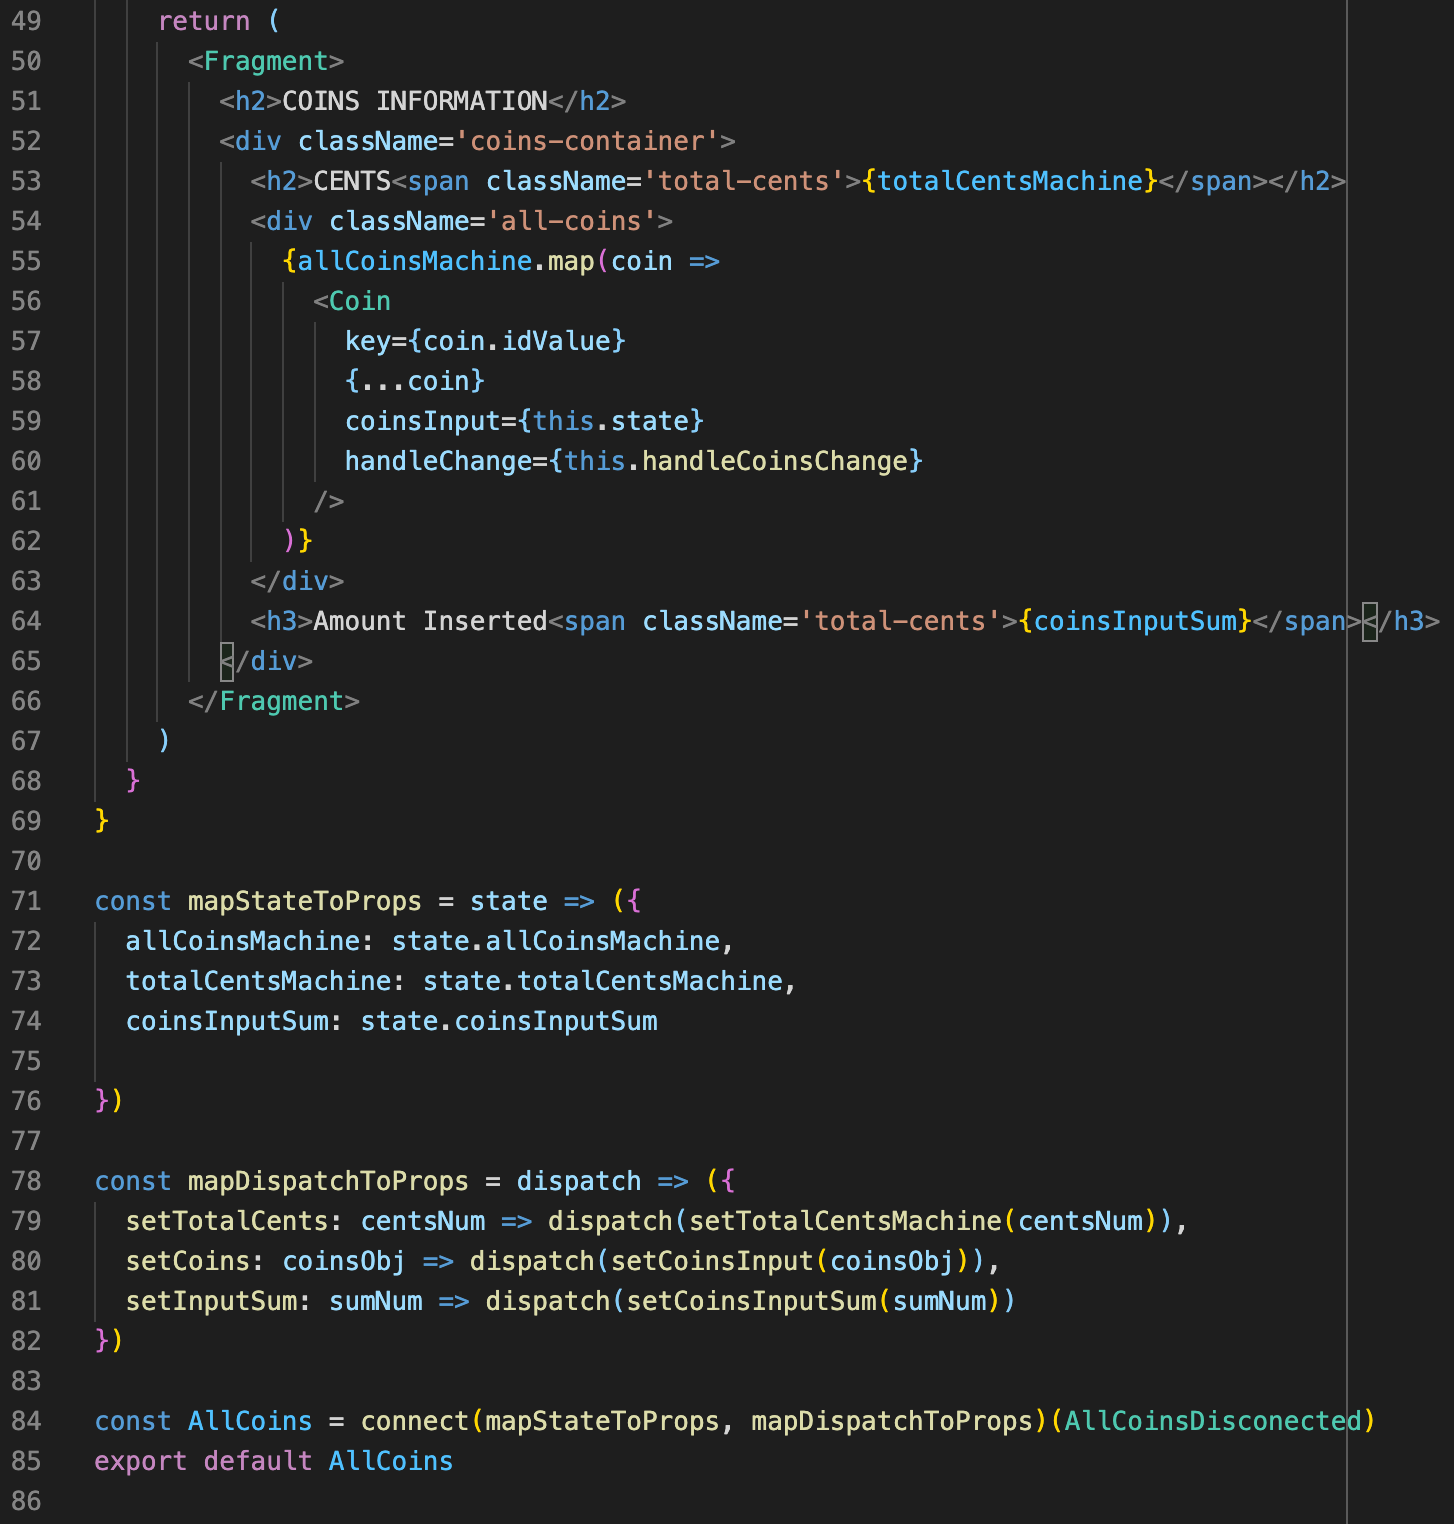 49 return (
50 <Fragment>
51 <h2>COINS INFORMATION</h2>
52 <div className='coins-container'>
53 <h2>CENTS<span className='total-cents'>{totalCentsMachine}</span></h2>
54 <div className='all-coins'>
55 {allCoinsMachine.map(coin =>
56 <Coin
57 key={coin.idValue}
58 {...coin}
59 coinsInput={this.state}
60 handleChange={this.handleCoinsChange}
61 />
62 )}
63 </div>
64 <h3>Amount Inserted<span className='total-cents'>{coinsInputSum}</span></h3>
65 </div>
66 </Fragment>
67 )
68 }
69 }
70
71 const mapStateToProps = state => ({
72 allCoinsMachine: state.allCoinsMachine,
73 totalCentsMachine: state.totalCentsMachine,
74 coinsInputSum: state.coinsInputSum
75
76 })
77
78 const mapDispatchToProps = dispatch => ({
79 setTotalCents: centsNum => dispatch(setTotalCentsMachine(centsNum)),
80 setCoins: coinsObj => dispatch(setCoinsInput(coinsObj)),
81 setInputSum: sumNum => dispatch(setCoinsInputSum(sumNum))
82 })
83
84 const AllCoins = connect(mapStateToProps, mapDispatchToProps)(AllCoinsDisconected)
85 export default AllCoins
86